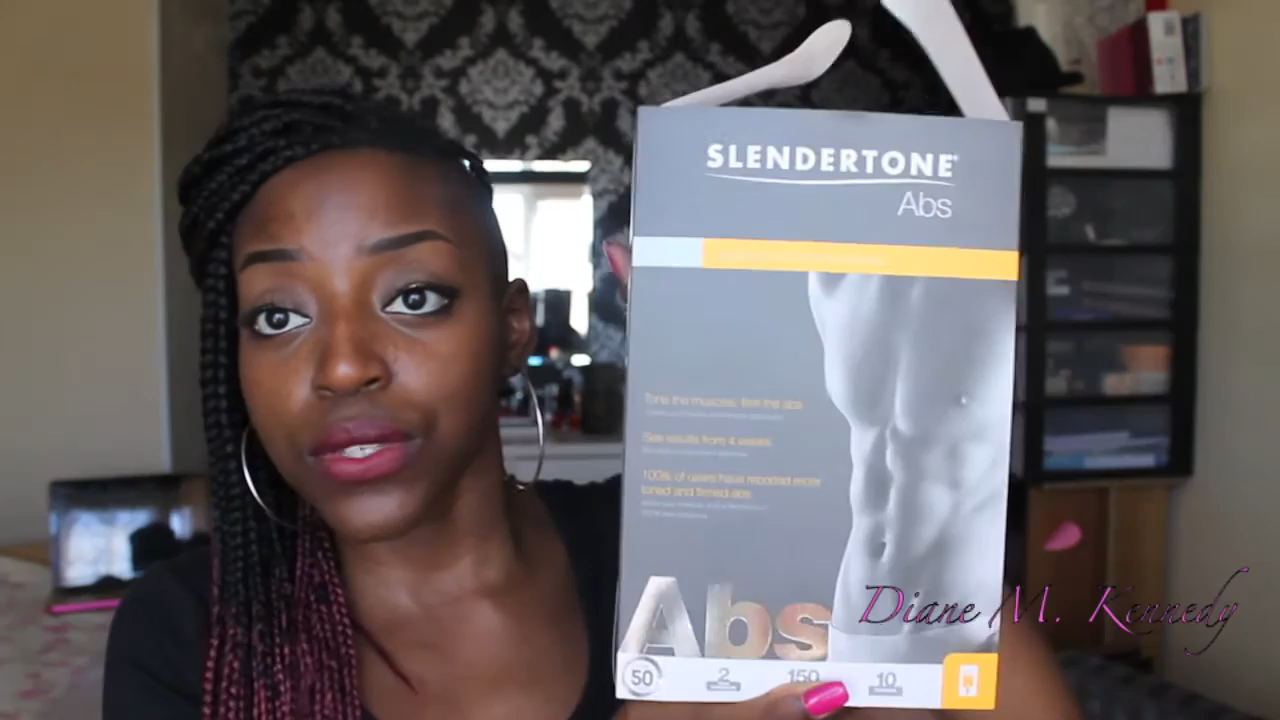 SLENDERTONE
Abs
Tone the muscles: firm the abs
See results from 4 weeks
100% of users have reported more
toned and firmed abs
Abs
50
2
150
10
Diane M. Kennedy